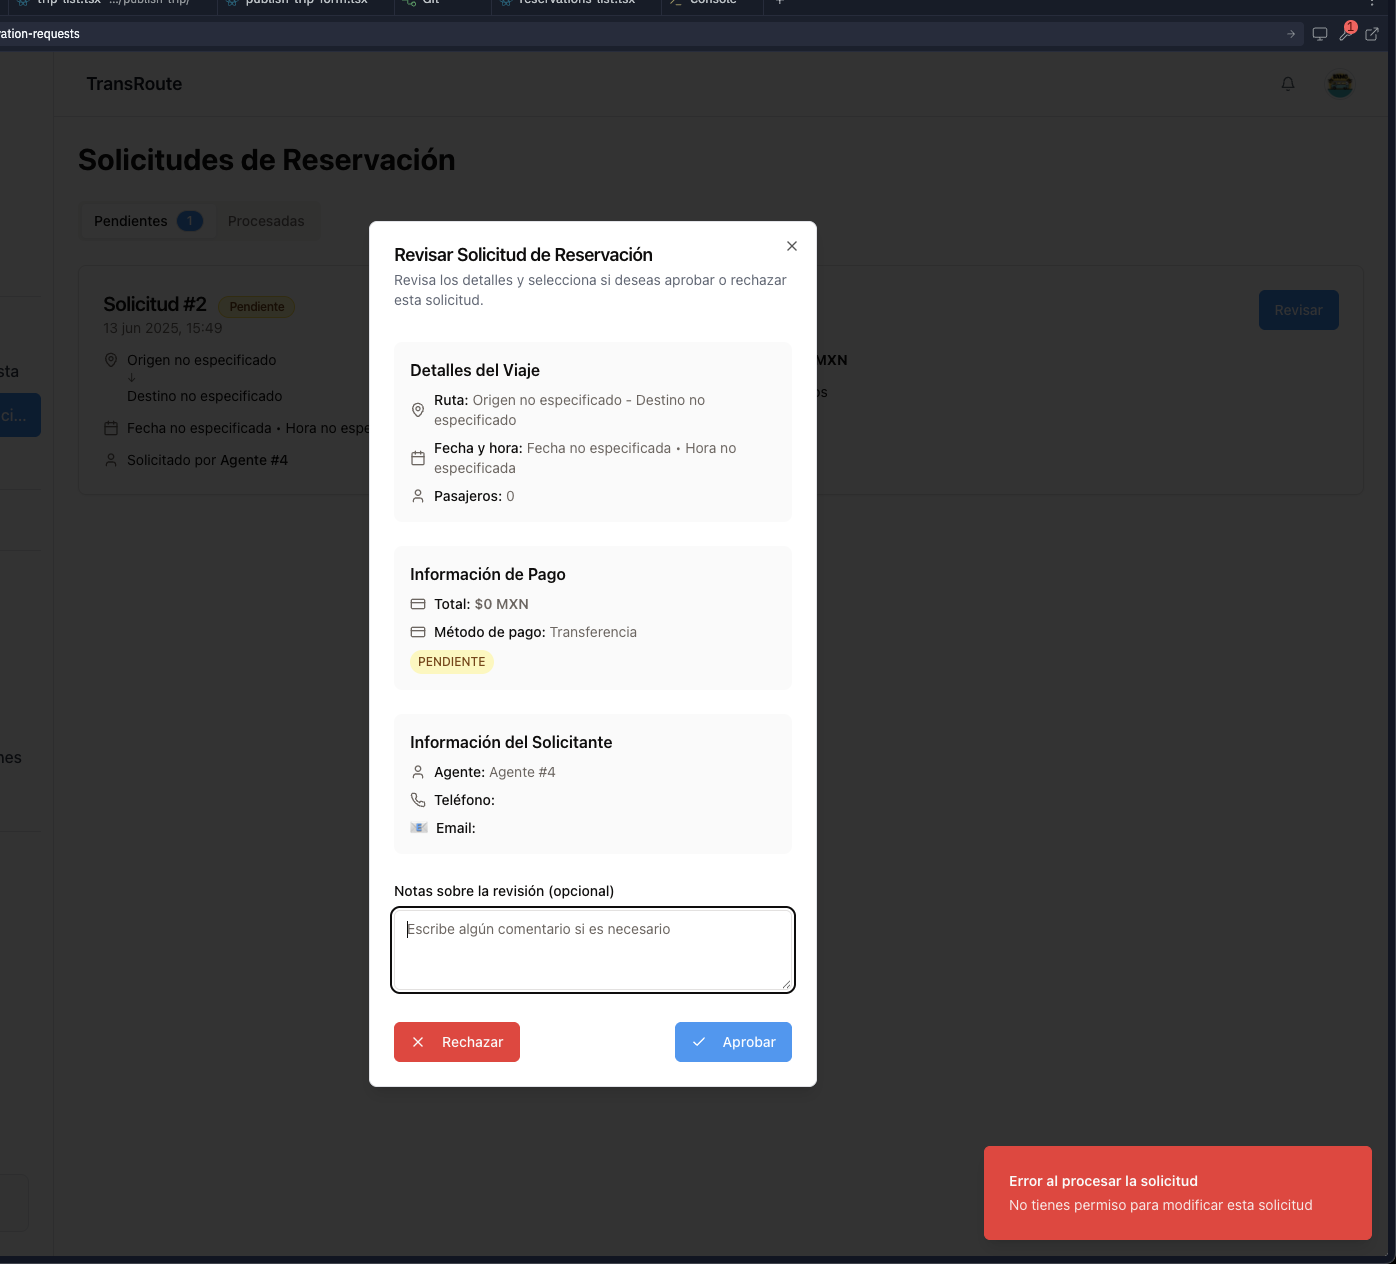 trip-list.tsx .../publish-trip/
publish-trip-form.tsx
Git
reservations-list.tsx
Console
ation-requests
1
TransRoute
Solicitudes de Reservación
Pendientes 1 Procesadas
Solicitud #2 Pendiente
13 jun 2025, 15:49
Revisar
Origen no especificado
MXN
↓
Destino no especificado
os
Fecha no especificada • Hora no espe
Solicitado por Agente #4
sta
ci...
nes
Revisar Solicitud de Reservación
Revisa los detalles y selecciona si deseas aprobar o rechazar
esta solicitud.
Detalles del Viaje
Ruta: Origen no especificado - Destino no
especificado
Fecha y hora: Fecha no especificada • Hora no
especificada
Pasajeros: 0
Información de Pago
Total: $0 MXN
Método de pago: Transferencia
PENDIENTE
Información del Solicitante
Agente: Agente #4
Teléfono:
Email:
Notas sobre la revisión (opcional)
Escribe algún comentario si es necesario
Rechazar
Aprobar
Error al procesar la solicitud
No tienes permiso para modificar esta solicitud